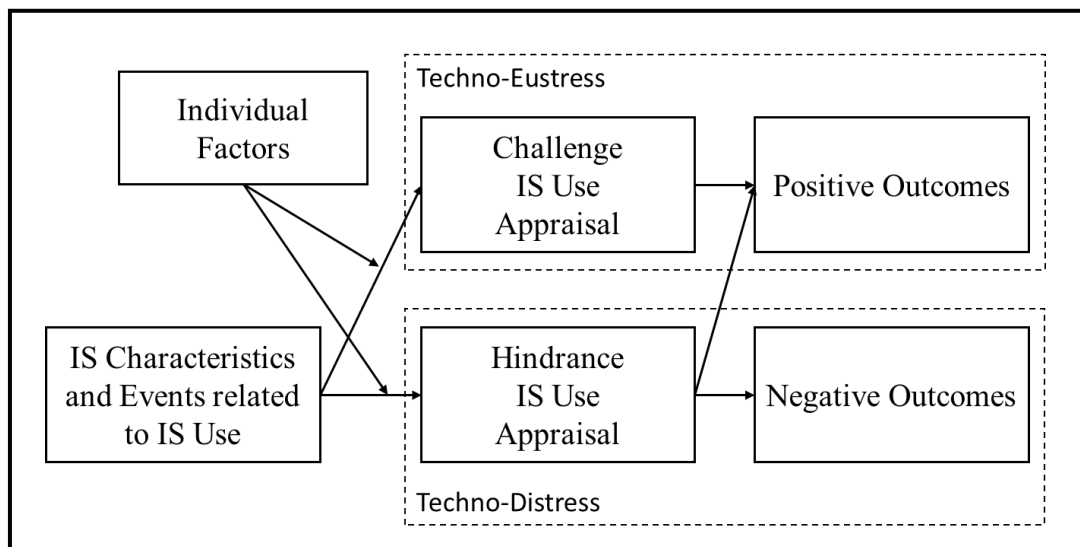 Techno-Eustress
Individual
Factors
Challenge
IS Use
Appraisal
Positive Outcomes
IS Characteristics
and Events related
to IS Use
Hindrance
IS Use
Appraisal
Negative Outcomes
Techno-Distress